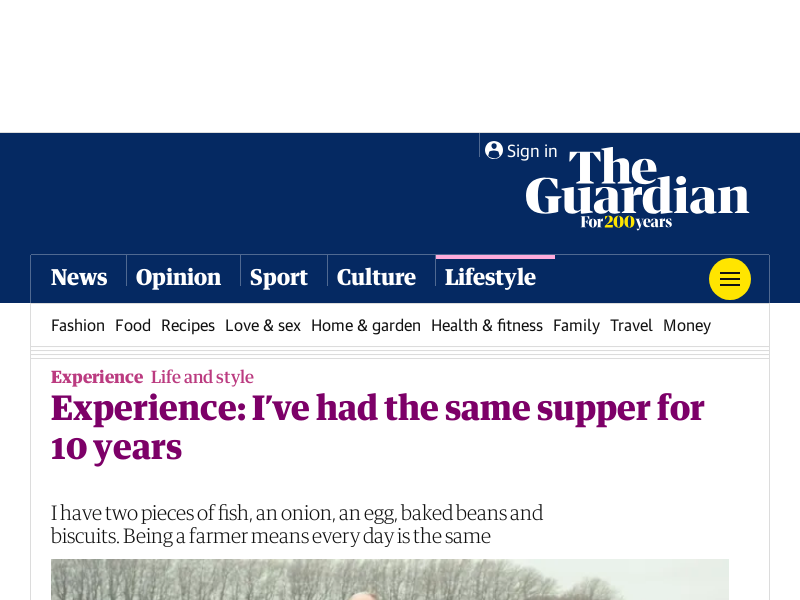 Sign in
The
Guardian
For 200 years
News Opinion Sport Culture Lifestyle
Fashion Food Recipes Love & sex Home & garden Health & fitness Family Travel Money
Experience Life and style
Experience: I’ve had the same supper for
10 years
I have two pieces of fish, an onion, an egg, baked beans and
biscuits. Being a farmer means every day is the same